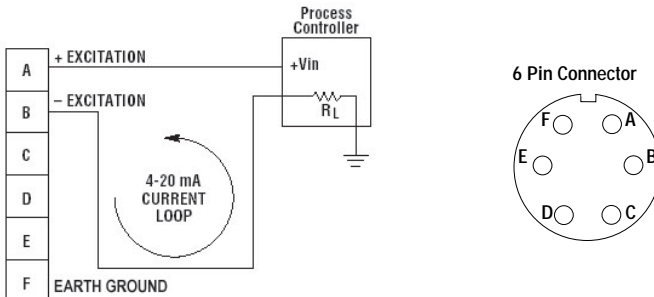 Process
Controller
A
+ EXCITATION
+Vin
B
– EXCITATION
RL
C
4-20 mA
CURRENT
LOOP
D
E
F
EARTH GROUND
6 Pin Connector
F
A
E
B
D
C